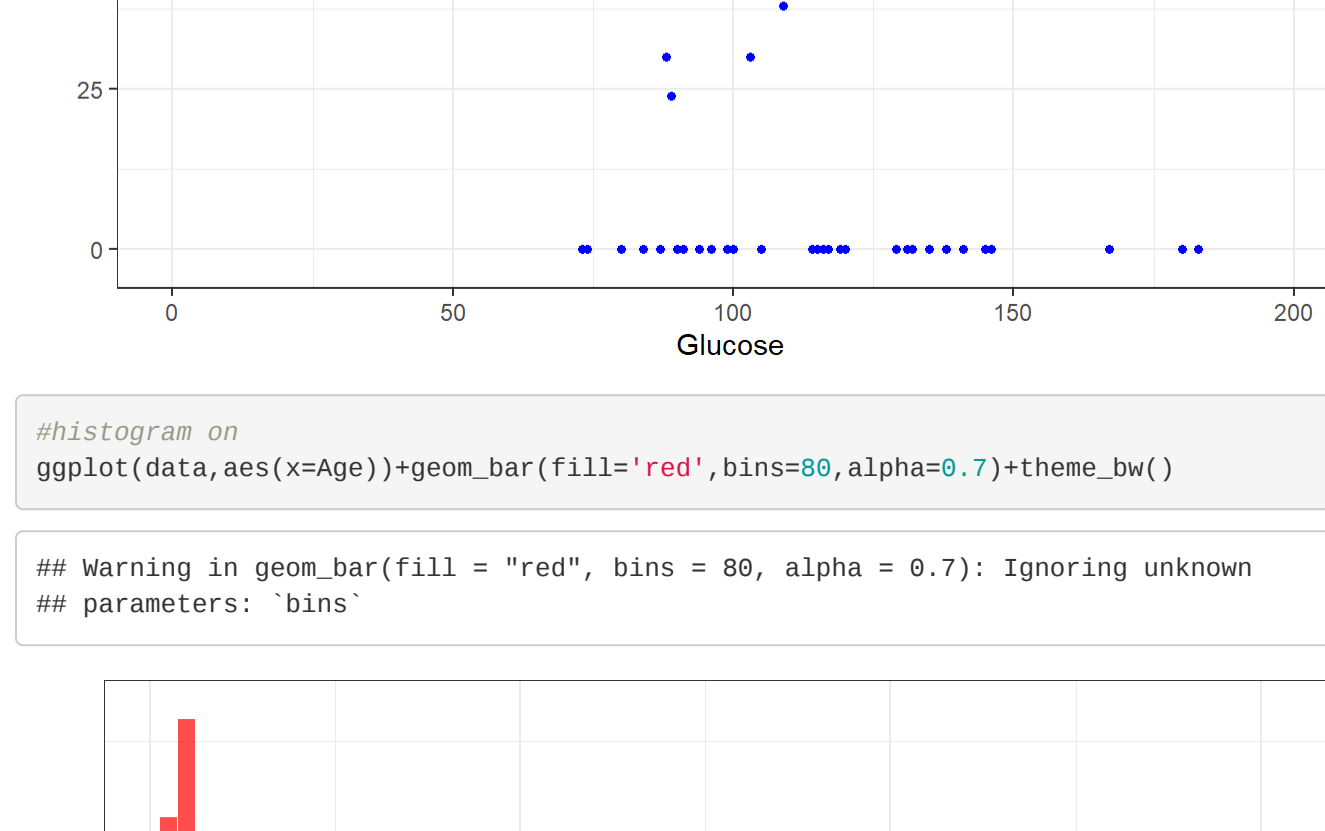 25
0
0 50 100 150 200
Glucose
#histogram on
ggplot(data,aes(x=Age))+geom_bar(fill='red',bins=80,alpha=0.7)+theme_bw()
## Warning in geom_bar(fill = "red", bins = 80, alpha = 0.7): Ignoring unknown
## parameters: `bins`